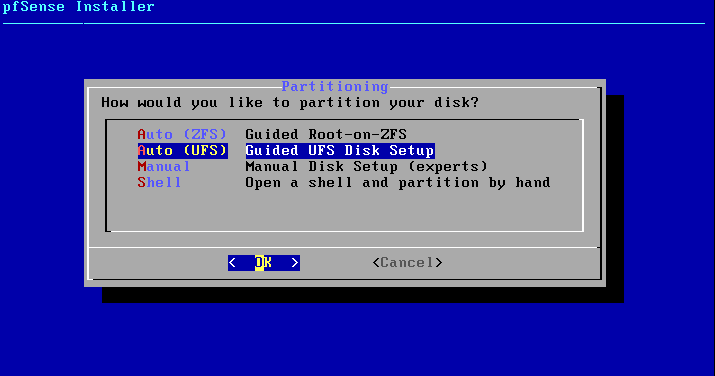 pfSense Installer
Partitioning
How would you like to partition your disk?
Auto (ZFS) Guided Root-on-ZFS
Auto (UFS) Guided UFS Disk Setup
Manual Manual Disk Setup (experts)
Shell Open a shell and partition by hand
< OK > <Cancel>